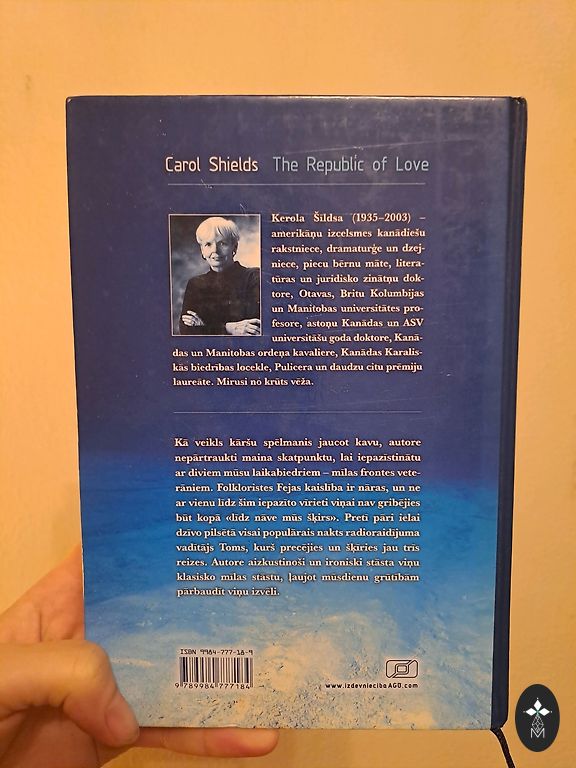 Carol Shields The Republic of Love
Kerola Šildsa (1935–2003) –
amerikāņu izcelsmes kanādiešu
rakstniece, dramaturģe un dzej-
niece, piecu bērnu māte, litera-
tūras un juridisko zinātņu dok-
tore, Otavas, Britu Kolumbijas
un Manitobas universitātes pro-
fesore, astoņu Kanādas un ASV
universitāšu goda doktore, Kanā-
das un Manitobas ordeņa kavaliere, Kanādas Karalis-
kās biedrības locekle, Pulicera un daudzu citu prēmiju
laureāte. Mirusi no krūts vēža.
Kā veikls kāršu spēlmanis jaucot kavu, autore
nepārtraukti maina skatpunktu, lai iepazīstinātu
ar diviem mūsu laikabiedriem – mīlas frontes vete-
rāniem. Folkloristes Fejas kaislība ir nāras, un ne
ar vienu līdz šim iepazīto vīrieti viņai nav gribējies
būt kopā «līdz nāve mūs šķirs». Pretī pāri ielai
dzīvo pilsētā visai populārais nakts radioraidījuma
vadītājs Toms, kurš precējies un šķīries jau trīs
reizes. Autore aizkustinoši un ironiski stāsta viņu
klasisko mīlas stāstu, ļaujot mūsdienu grūtībām
pārbaudīt viņu izvēli.
ISBN 9984-777-18-9
9 789984 777184
www.izdevniecibaAGO.com
M